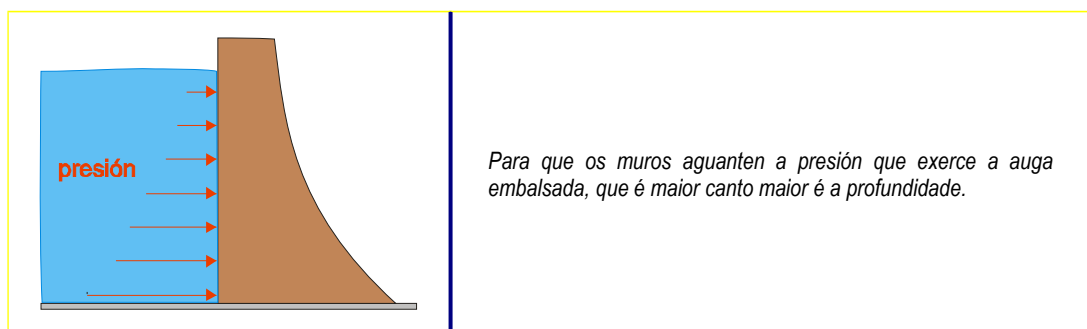 presión
Para que os muros aguanten a presión que exerce a auga
embalsada, que é maior canto maior é a profundidade.